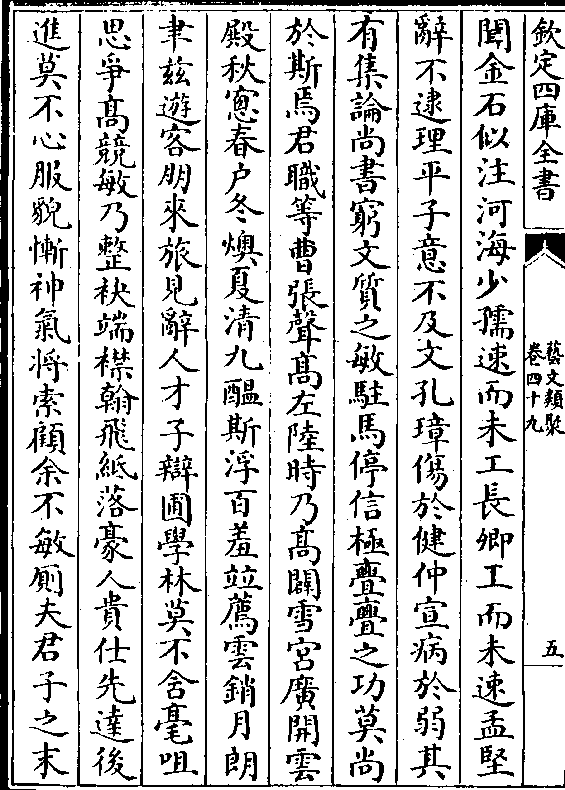 欽定四庫全書
藝文類聚
卷四十九
五
聞金石似注河海少孺速而未工長卿工而未速孟堅
辭不逮理平子意不及文孔璋傷於健仲宣病於弱其
有集論尚書窮文質之敏駐馬停信極亹亹之功莫尚
於斯焉君職等曹張聲髙左陸時乃髙闢雪宫廣開雲
殿秋窻春户冬燠夏清九醖斯浮百羞竝薦雲銷月朗
聿兹遊客朋來旅見辭人才子辯圃學林莫不含毫咀
思爭髙競敏乃整袂端襟翰飛紙落豪人貴仕先達後
進莫不心服貌慚神氣将索顧余不敏厠夫君子之末